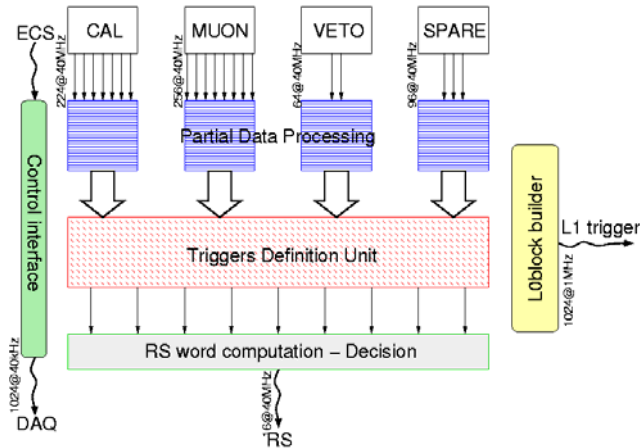 ECS
CAL
MUON
VETO
SPARE
224@40MHz
256@40MHz
64@40MHz
96@40MHz
Partial Data Processing
Control interface
Triggers Definition Unit
L0block builder
L1 trigger
1024@1MHz
RS word computation – Decision
1024@40kHz
16@40MHz
DAQ
RS